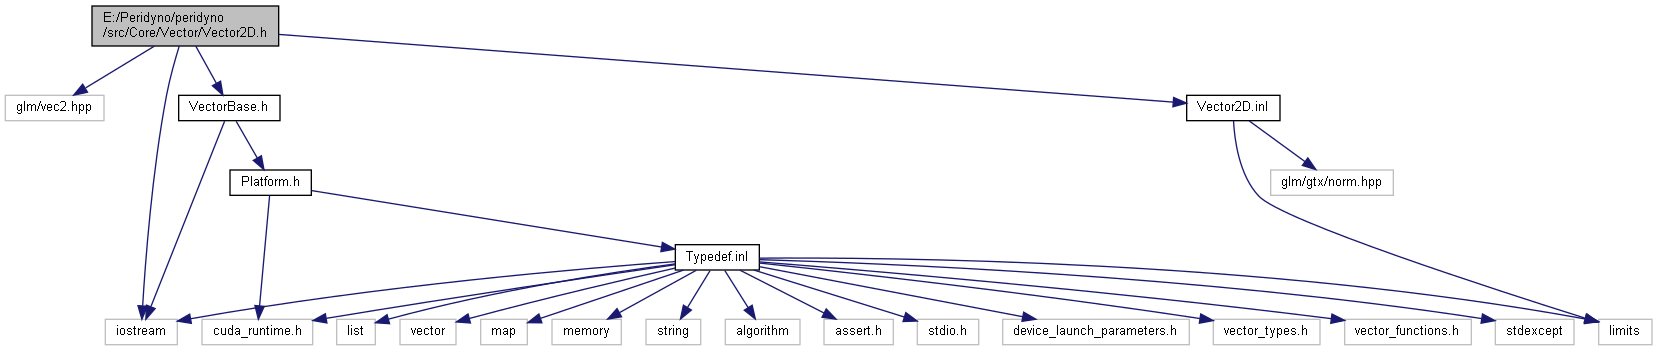 E:/Peridyno/peridyno
/src/Core/Vector/Vector2D.h
glm/vec2.hpp
VectorBase.h
Vector2D.inl
Platform.h
glm/gtx/norm.hpp
Typedef.inl
iostream
cuda_runtime.h
list
vector
map
memory
string
algorithm
assert.h
stdio.h
device_launch_parameters.h
vector_types.h
vector_functions.h
stdexcept
limits